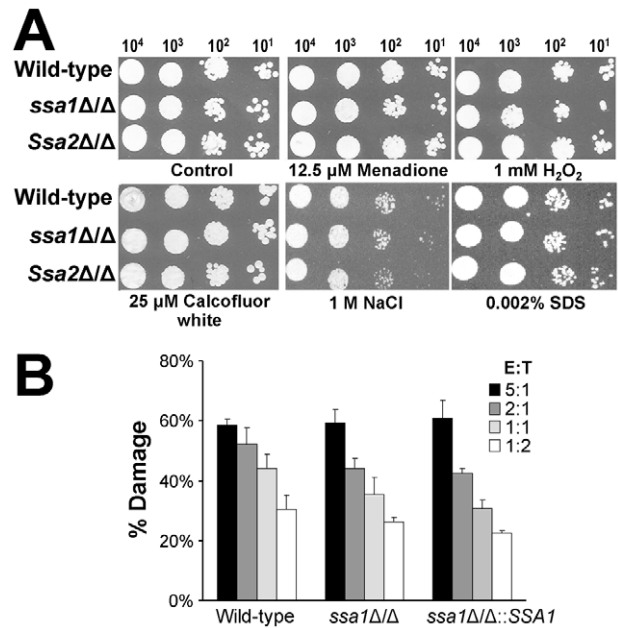 A
10⁴ 10³ 10² 10¹ 10⁴ 10³ 10² 10¹ 10⁴ 10³ 10² 10¹
Wild-type
ssa1Δ/Δ
Ssa2Δ/Δ
Control 12.5 µM Menadione 1 mM H₂O₂
Wild-type
ssa1Δ/Δ
Ssa2Δ/Δ
25 µM Calcofluor white 1 M NaCl 0.002% SDS
B
80%
60%
40%
20%
0%
% Damage
E:T
5:1
2:1
1:1
1:2
Wild-type ssa1Δ/Δ ssa1Δ/Δ::SSA1